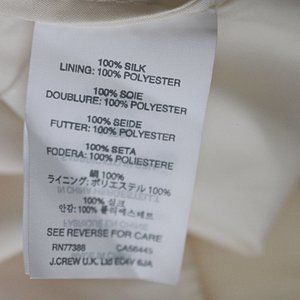 100% SILK
LINING: 100% POLYESTER
100% SOIE
DOUBLURE: 100% POLYESTER
100% SEIDE
FUTTER: 100% POLYESTER
100% SETA
FODERA: 100% POLIESTERE
絹 100%
ライニング: ポリエステル 100%
100% 실크
안감: 100% 폴리에스테르
SEE REVERSE FOR CARE
RN77388 CA56445
J.CREW U.K. Ltd EC4V 6JA